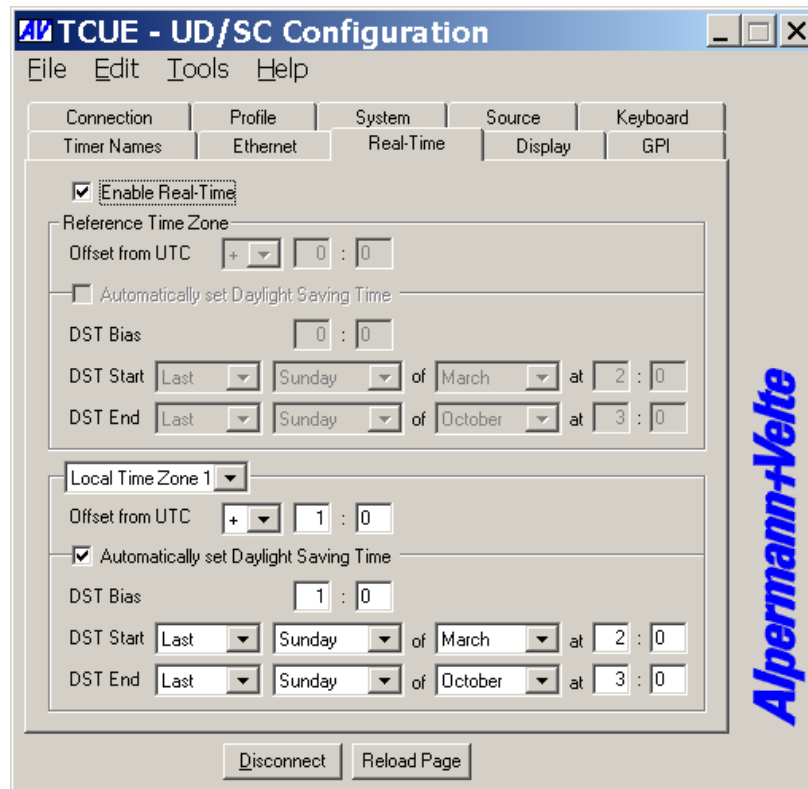 AV TCUE - UD/SC Configuration
File Edit Tools Help
Connection Profile System Source Keyboard
Timer Names Ethernet Real-Time Display GPI
Enable Real-Time
Reference Time Zone
Offset from UTC + 0 : 0
Automatically set Daylight Saving Time
DST Bias 0 : 0
DST Start Last Sunday of March at 2 : 0
DST End Last Sunday of October at 3 : 0
Local Time Zone 1
Offset from UTC + 1 : 0
Automatically set Daylight Saving Time
DST Bias 1 : 0
DST Start Last Sunday of March at 2 : 0
DST End Last Sunday of October at 3 : 0
Disconnect Reload Page
Alpermann+Velte